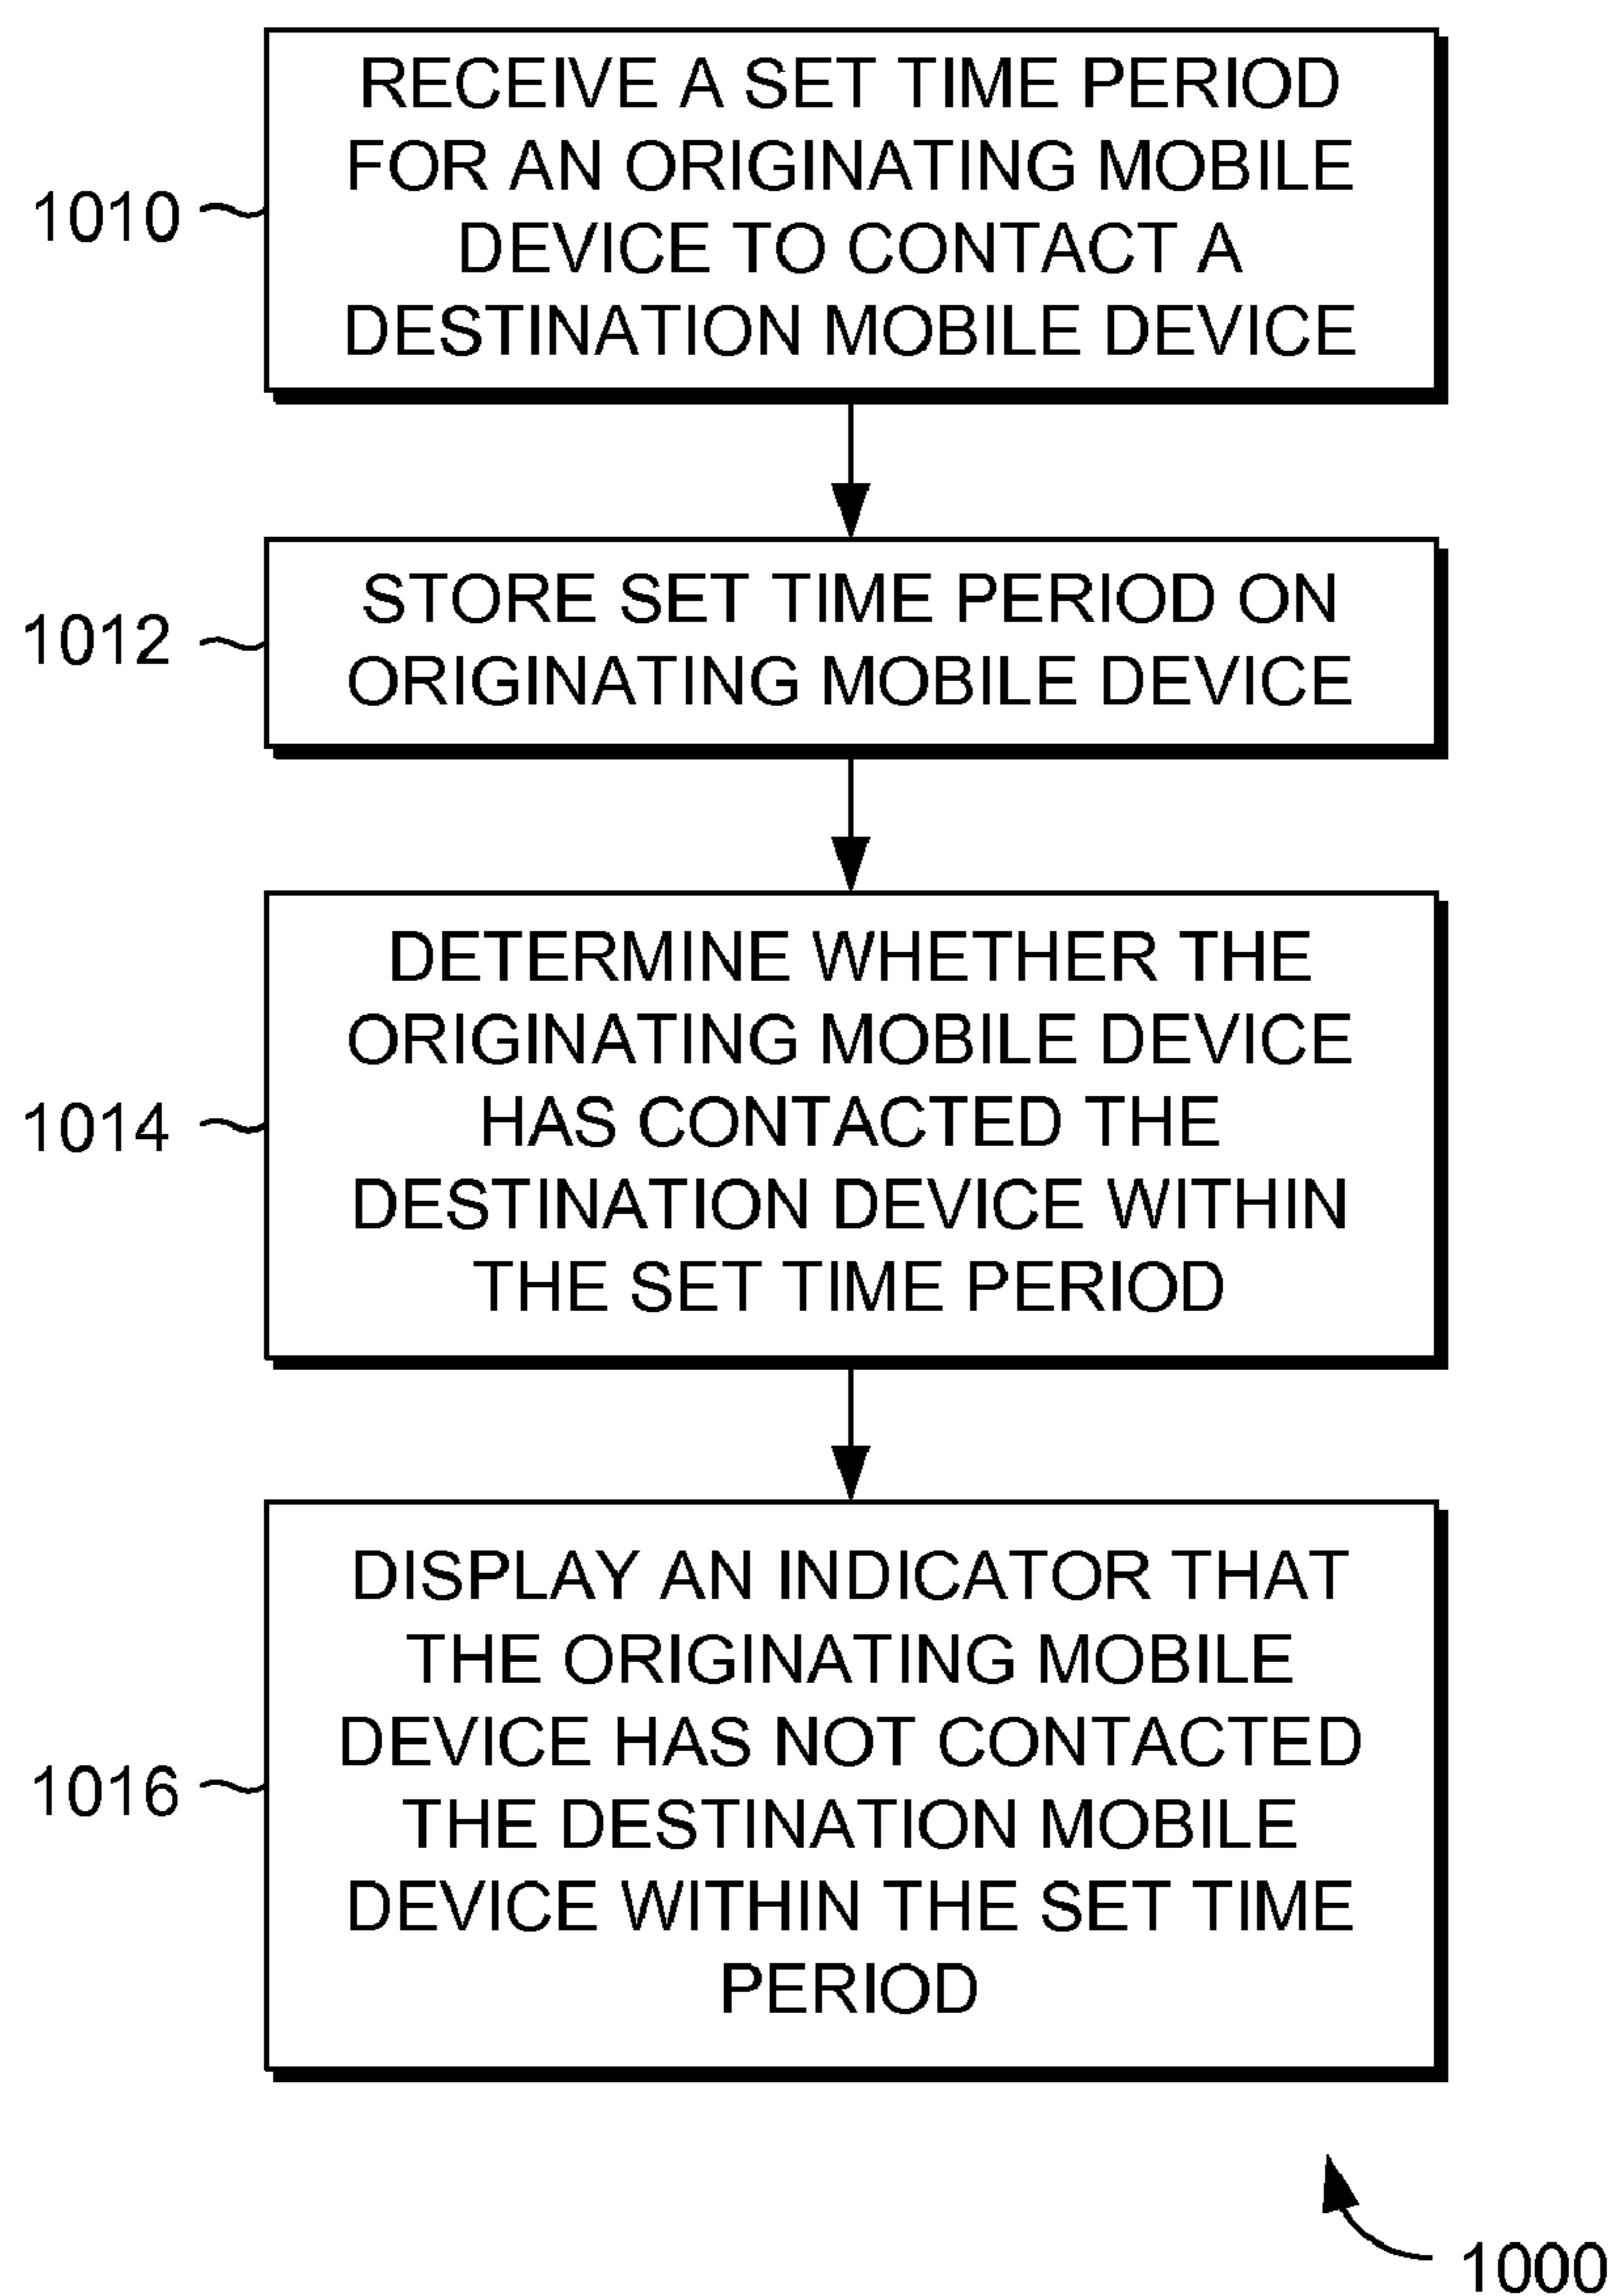 RECEIVE A SET TIME PERIOD
FOR AN ORIGINATING MOBILE
DEVICE TO CONTACT A
DESTINATION MOBILE DEVICE
1010
STORE SET TIME PERIOD ON
ORIGINATING MOBILE DEVICE
1012
DETERMINE WHETHER THE
ORIGINATING MOBILE DEVICE
HAS CONTACTED THE
DESTINATION DEVICE WITHIN
THE SET TIME PERIOD
1014
DISPLAY AN INDICATOR THAT
THE ORIGINATING MOBILE
DEVICE HAS NOT CONTACTED
THE DESTINATION MOBILE
DEVICE WITHIN THE SET TIME
PERIOD
1016
1000